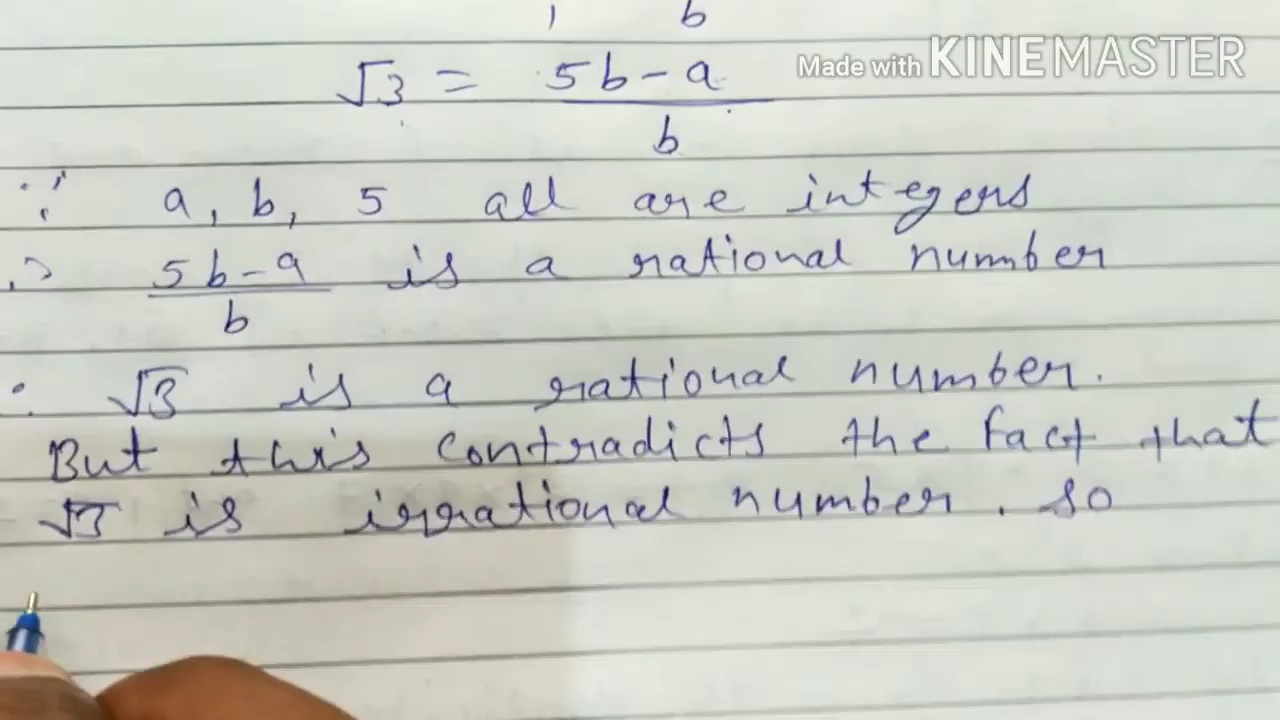 1 b
Made with KINEMASTER
√3 = 5b-a
b
∵ a, b, 5 all are integers
5b-a is a rational number
b
√3 is a rational number.
But this contradicts the fact that
√3 is irrational number. so